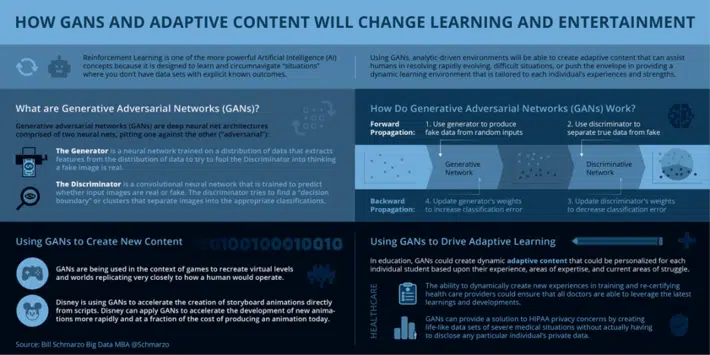 HOW GANS AND ADAPTIVE CONTENT WILL CHANGE LEARNING AND ENTERTAINMENT
Reinforcement Learning is one of the more powerful Artificial Intelligence (AI)
concepts because it is designed to learn and circumnavigate "situations"
where you don't have data sets with explicit known outcomes.
Using GANs, analytic-driven environments will be able to create adaptive content that can assist
humans in resolving rapidly evolving, difficult situations, or push the envelope in providing a
dynamic learning environment that is tailored to each individual's experiences and strengths.
What are Generative Adversarial Networks (GANs)?
Generative adversarial networks (GANs) are deep neural net architectures
comprised of two neural nets, pitting one against the other ("adversarial"):
The Generator is a neural network trained on a distribution of data that extracts
features from the distribution of data to try to fool the Discriminator into thinking
a fake image is real.
The Discriminator is a convolutional neural network that is trained to predict
whether input images are real or fake. The discriminator tries to find a "decision
boundary" or clusters that separate images into the appropriate classifications.
How Do Generative Adversarial Networks (GANs) Work?
Forward
Propagation:
1. Use generator to produce
fake data from random inputs
2. Use discriminator to
separate true data from fake
Generative
Network
Discriminative
Network
Backward
Propagation:
4. Update generator's weights
to increase classification error
3. Update discriminator's weights
to decrease classification error
Using GANs to Create New Content
010010100010010
GANs are being used in the context of games to recreate virtual levels
and worlds replicating very closely to how a human would operate.
Disney is using GANs to accelerate the creation of storyboard animations directly
from scripts. Disney can apply GANs to accelerate the development of new anima-
tions more rapidly and at a fraction of the cost of producing an animation today.
Source: Bill Schmarzo Big Data MBA @Schmarzo
Using GANs to Drive Adaptive Learning
In education, GANs could create dynamic adaptive content that could be personalized for each
individual student based upon their experience, areas of expertise, and current areas of struggle.
HEALTHCARE
The ability to dynamically create new experiences in training and re-certifying
health care providers could ensure that all doctors are able to leverage the latest
learnings and developments.
GANs can provide a solution to HIPAA privacy concerns by creating
life-like data sets of severe medical situations without actually having
to disclose any particular individual's private data.